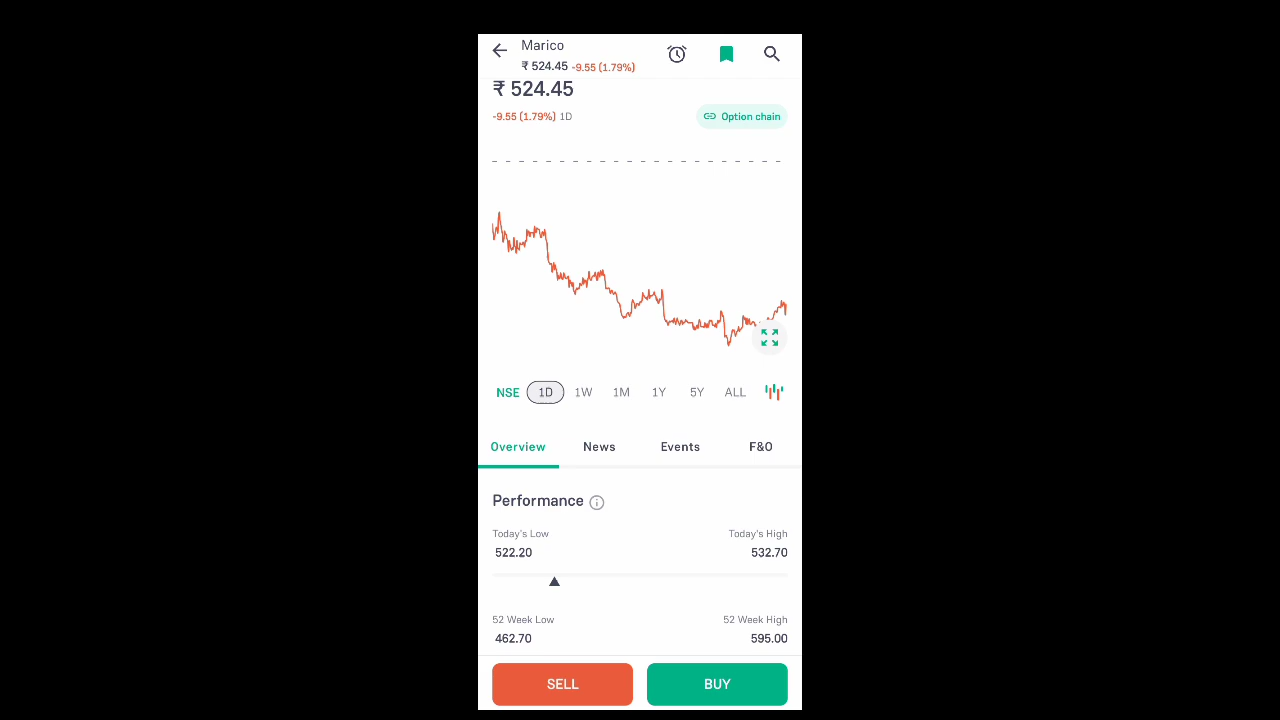 Marico
₹ 524.45 -9.55 (1.79%)
₹ 524.45
-9.55 (1.79%) 1D
Option chain
NSE 1D 1W 1M 1Y 5Y ALL
Overview News Events F&O
Performance
Today's Low Today's High
522.20 532.70
52 Week Low 52 Week High
462.70 595.00
SELL BUY